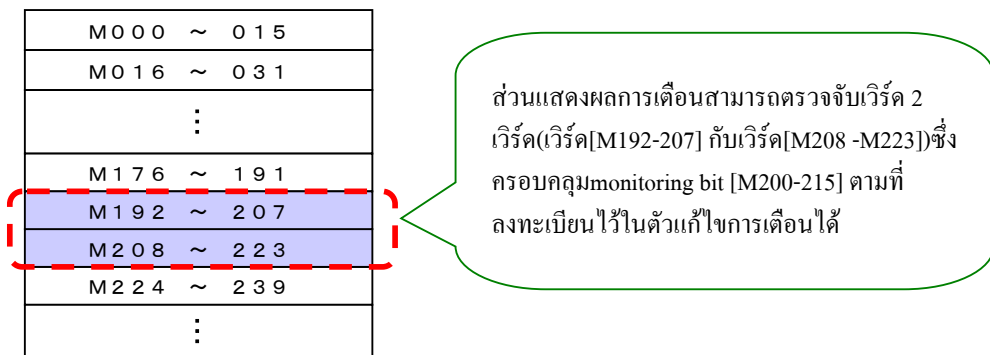 M000 ~ 015
M016 ~ 031
⋮
M176 ~ 191
M192 ~ 207
M208 ~ 223
M224 ~ 239
⋮
ส่วนแสดงผลการเตือนสามารถตรวจจับเวิร์ด 2
เวิร์ด(เวิร์ด[M192-207] กับเวิร์ด[M208 -M223])ซึ่ง
ครอบคลุมmonitoring bit [M200-215] ตามที่
ลงทะเบียนไว้ในตัวแก้ไขการเตือนได้